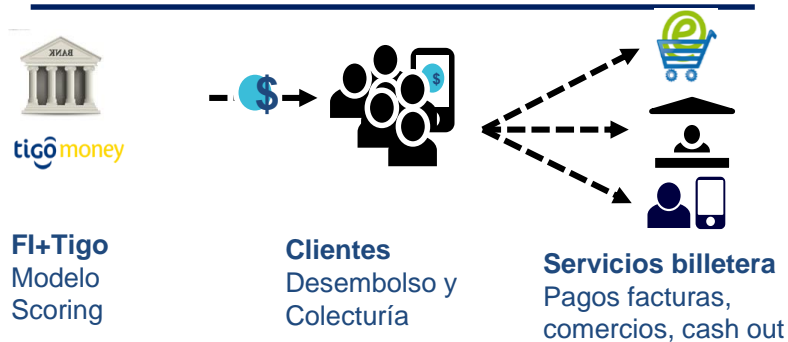 BANK
tigo money
$
$
FI+Tigo
Modelo
Scoring
Clientes
Desembolso y
Colecturía
Servicios billetera
Pagos facturas,
comercios, cash out